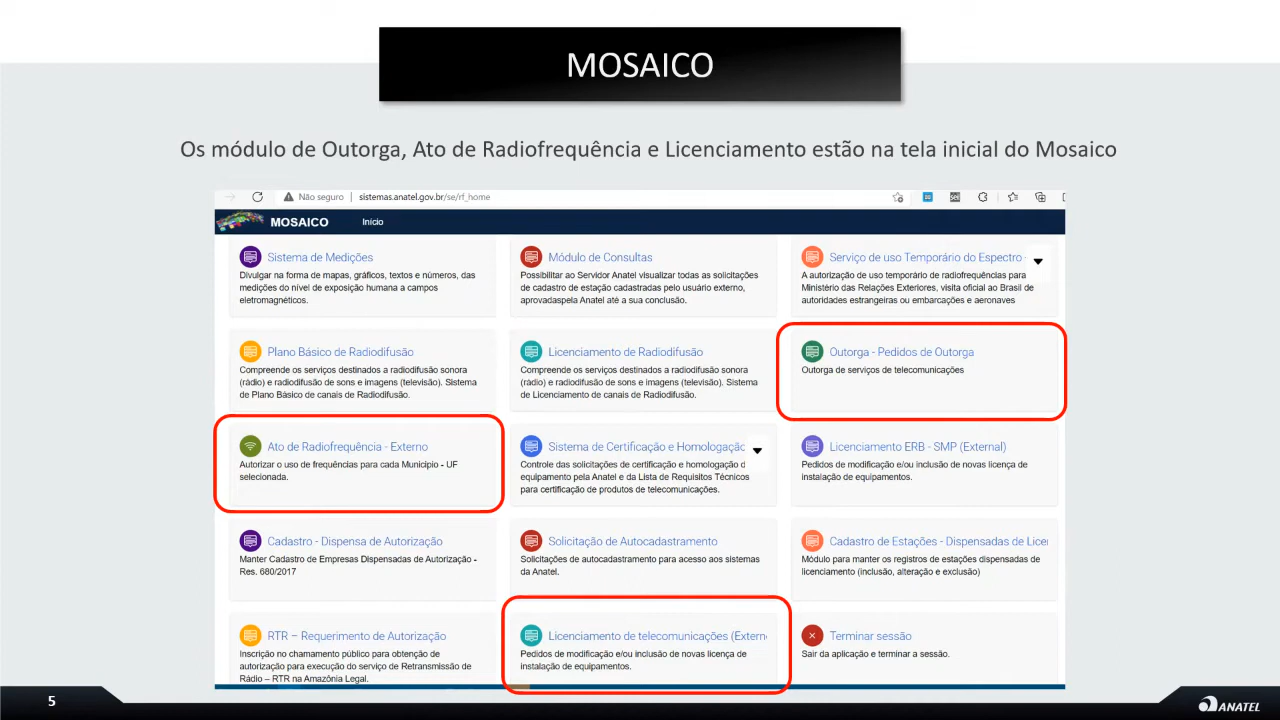 MOSAICO
Os módulo de Outorga, Ato de Radiofrequência e Licenciamento estão na tela inicial do Mosaico
Não seguro | sistemas.anatel.gov.br/se/rf_home
MOSAICO Início
Sistema de Medições
Divulgar na forma de mapas, gráficos, textos e números, das
medições do nível de exposição humana a campos
eletromagnéticos.
Módulo de Consultas
Possibilitar ao Servidor Anatel visualizar todas as solicitações
de cadastro de estação cadastradas pelo usuário externo,
aprovadaspela Anatel até a sua conclusão.
Serviço de uso Temporário do Espectro -
A autorização de uso temporário de radiofrequências para
Ministério das Relações Exteriores, visita oficial ao Brasil de
autoridades estrangeiras ou embarcações e aeronaves
Plano Básico de Radiodifusão
Compreende os serviços destinados a radiodifusão sonora
(rádio) e radiodifusão de sons e imagens (televisão). Sistema
de Plano Básico de canais de Radiodifusão.
Licenciamento de Radiodifusão
Compreende os serviços destinados a radiodifusão sonora
(rádio) e radiodifusão de sons e imagens (televisão). Sistema
de Licenciamento de canais de Radiodifusão.
Outorga - Pedidos de Outorga
Outorga de serviços de telecomunicações
Ato de Radiofrequência - Externo
Autorizar o uso de frequências para cada Municipio - UF
selecionada.
Sistema de Certificação e Homologação
Controle das solicitações de certificação e homologação d
equipamento pela Anatel e da Lista de Requisitos Técnicos
para certificação de produtos de telecomunicações.
Licenciamento ERB - SMP (External)
Pedidos de modificação e/ou inclusão de novas licença de
instalação de equipamentos.
Cadastro - Dispensa de Autorização
Manter Cadastro de Empresas Dispensadas de Autorização -
Res. 680/2017
Solicitação de Autocadastramento
Solicitações de autocadastramento para acesso aos sistemas
da Anatel.
Cadastro de Estações - Dispensadas de Licer
Módulo para manter os registros de estações dispensadas de
licenciamento (inclusão, alteração e exclusão)
RTR – Requerimento de Autorização
Inscrição no chamamento público para obtenção de
autorização para execução do serviço de Retransmissão de
Rádio – RTR na Amazônia Legal.
Licenciamento de telecomunicações (Extern
Pedidos de modificação e/ou inclusão de novas licença de
instalação de equipamentos.
Terminar sessão
Sair da aplicação e terminar a sessão.
5
ANATEL